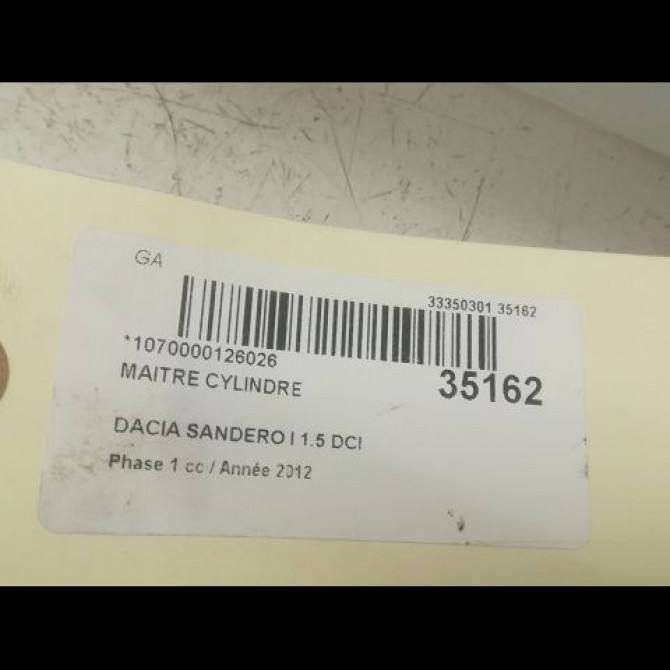 GA
33350301 35162
*1070000126026
35162
MAITRE CYLINDRE
DACIA SANDERO I 1.5 DCI
Phase 1 cc / Année 2012